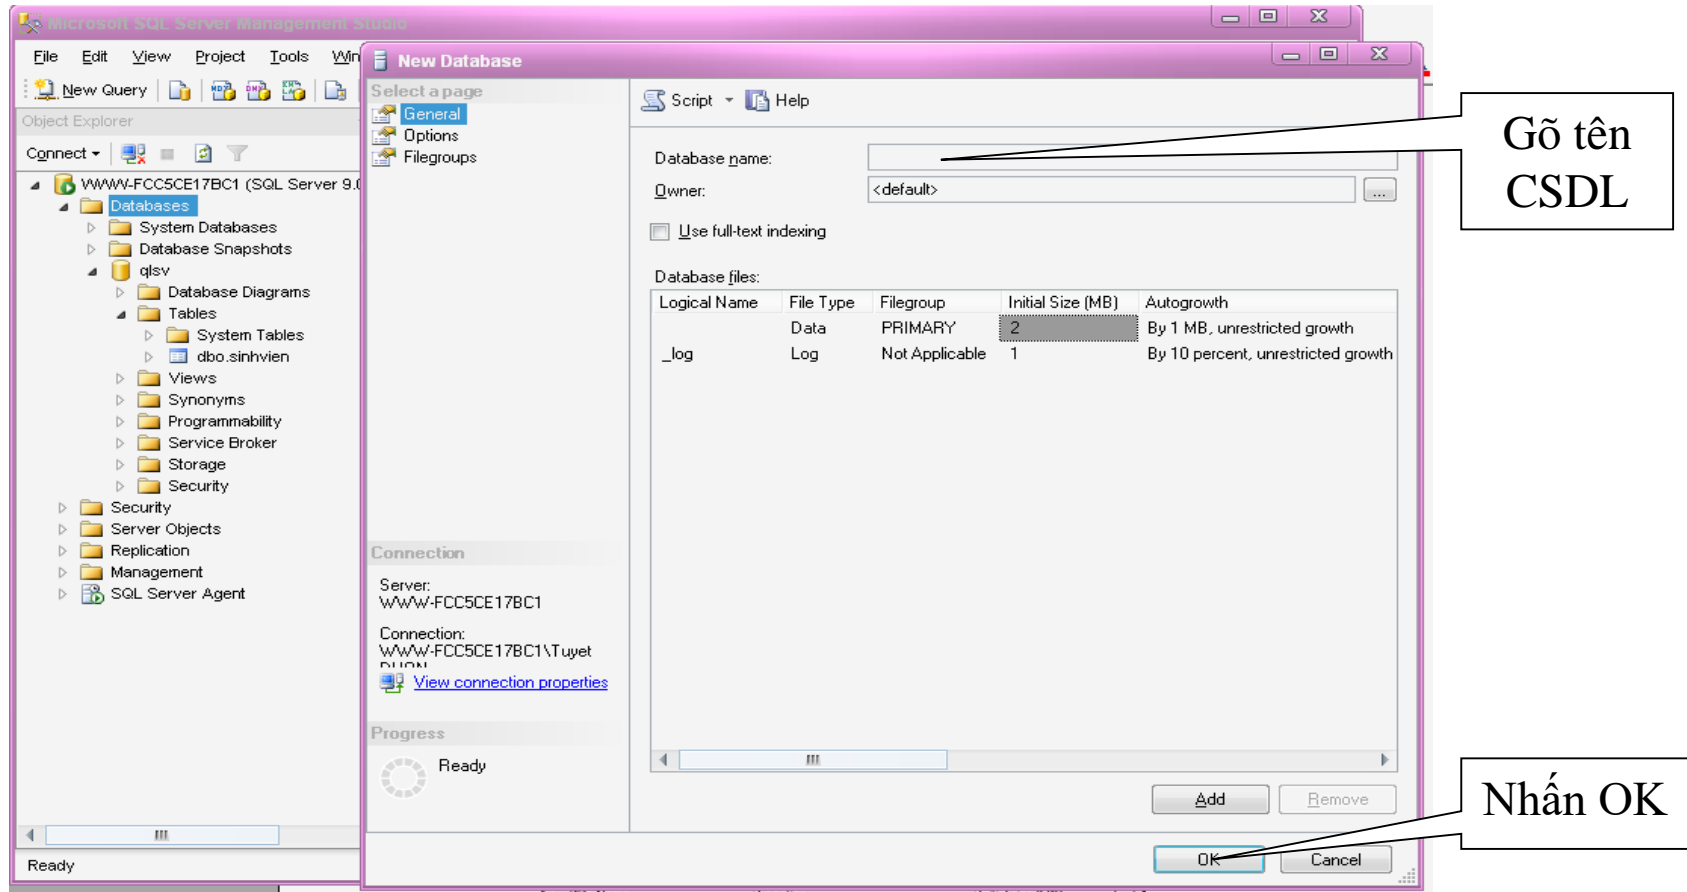 Microsoft SQL Server Management Studio
File Edit View Project Tools Win
New Query
Object Explorer
Connect
WWW-FCC5CE17BC1 (SQL Server 9.0
Databases
System Databases
Database Snapshots
qlsv
Database Diagrams
Tables
System Tables
dbo.sinhvien
Views
Synonyms
Programmability
Service Broker
Storage
Security
Security
Server Objects
Replication
Management
SQL Server Agent
Ready
New Database
Select a page
General
Options
Filegroups
Connection
Server:
WWW-FCC5CE17BC1
Connection:
WWW-FCC5CE17BC1\Tuyet
View connection properties
Progress
Ready
Script Help
Database name:
Owner: <default> ...
Use full-text indexing
Database files:
Logical Name File Type Filegroup Initial Size (MB) Autogrowth
Data PRIMARY 2 By 1 MB, unrestricted growth
_log Log Not Applicable 1 By 10 percent, unrestricted growth
Add Remove
OK Cancel
Gõ tên
CSDL
Nhấn OK